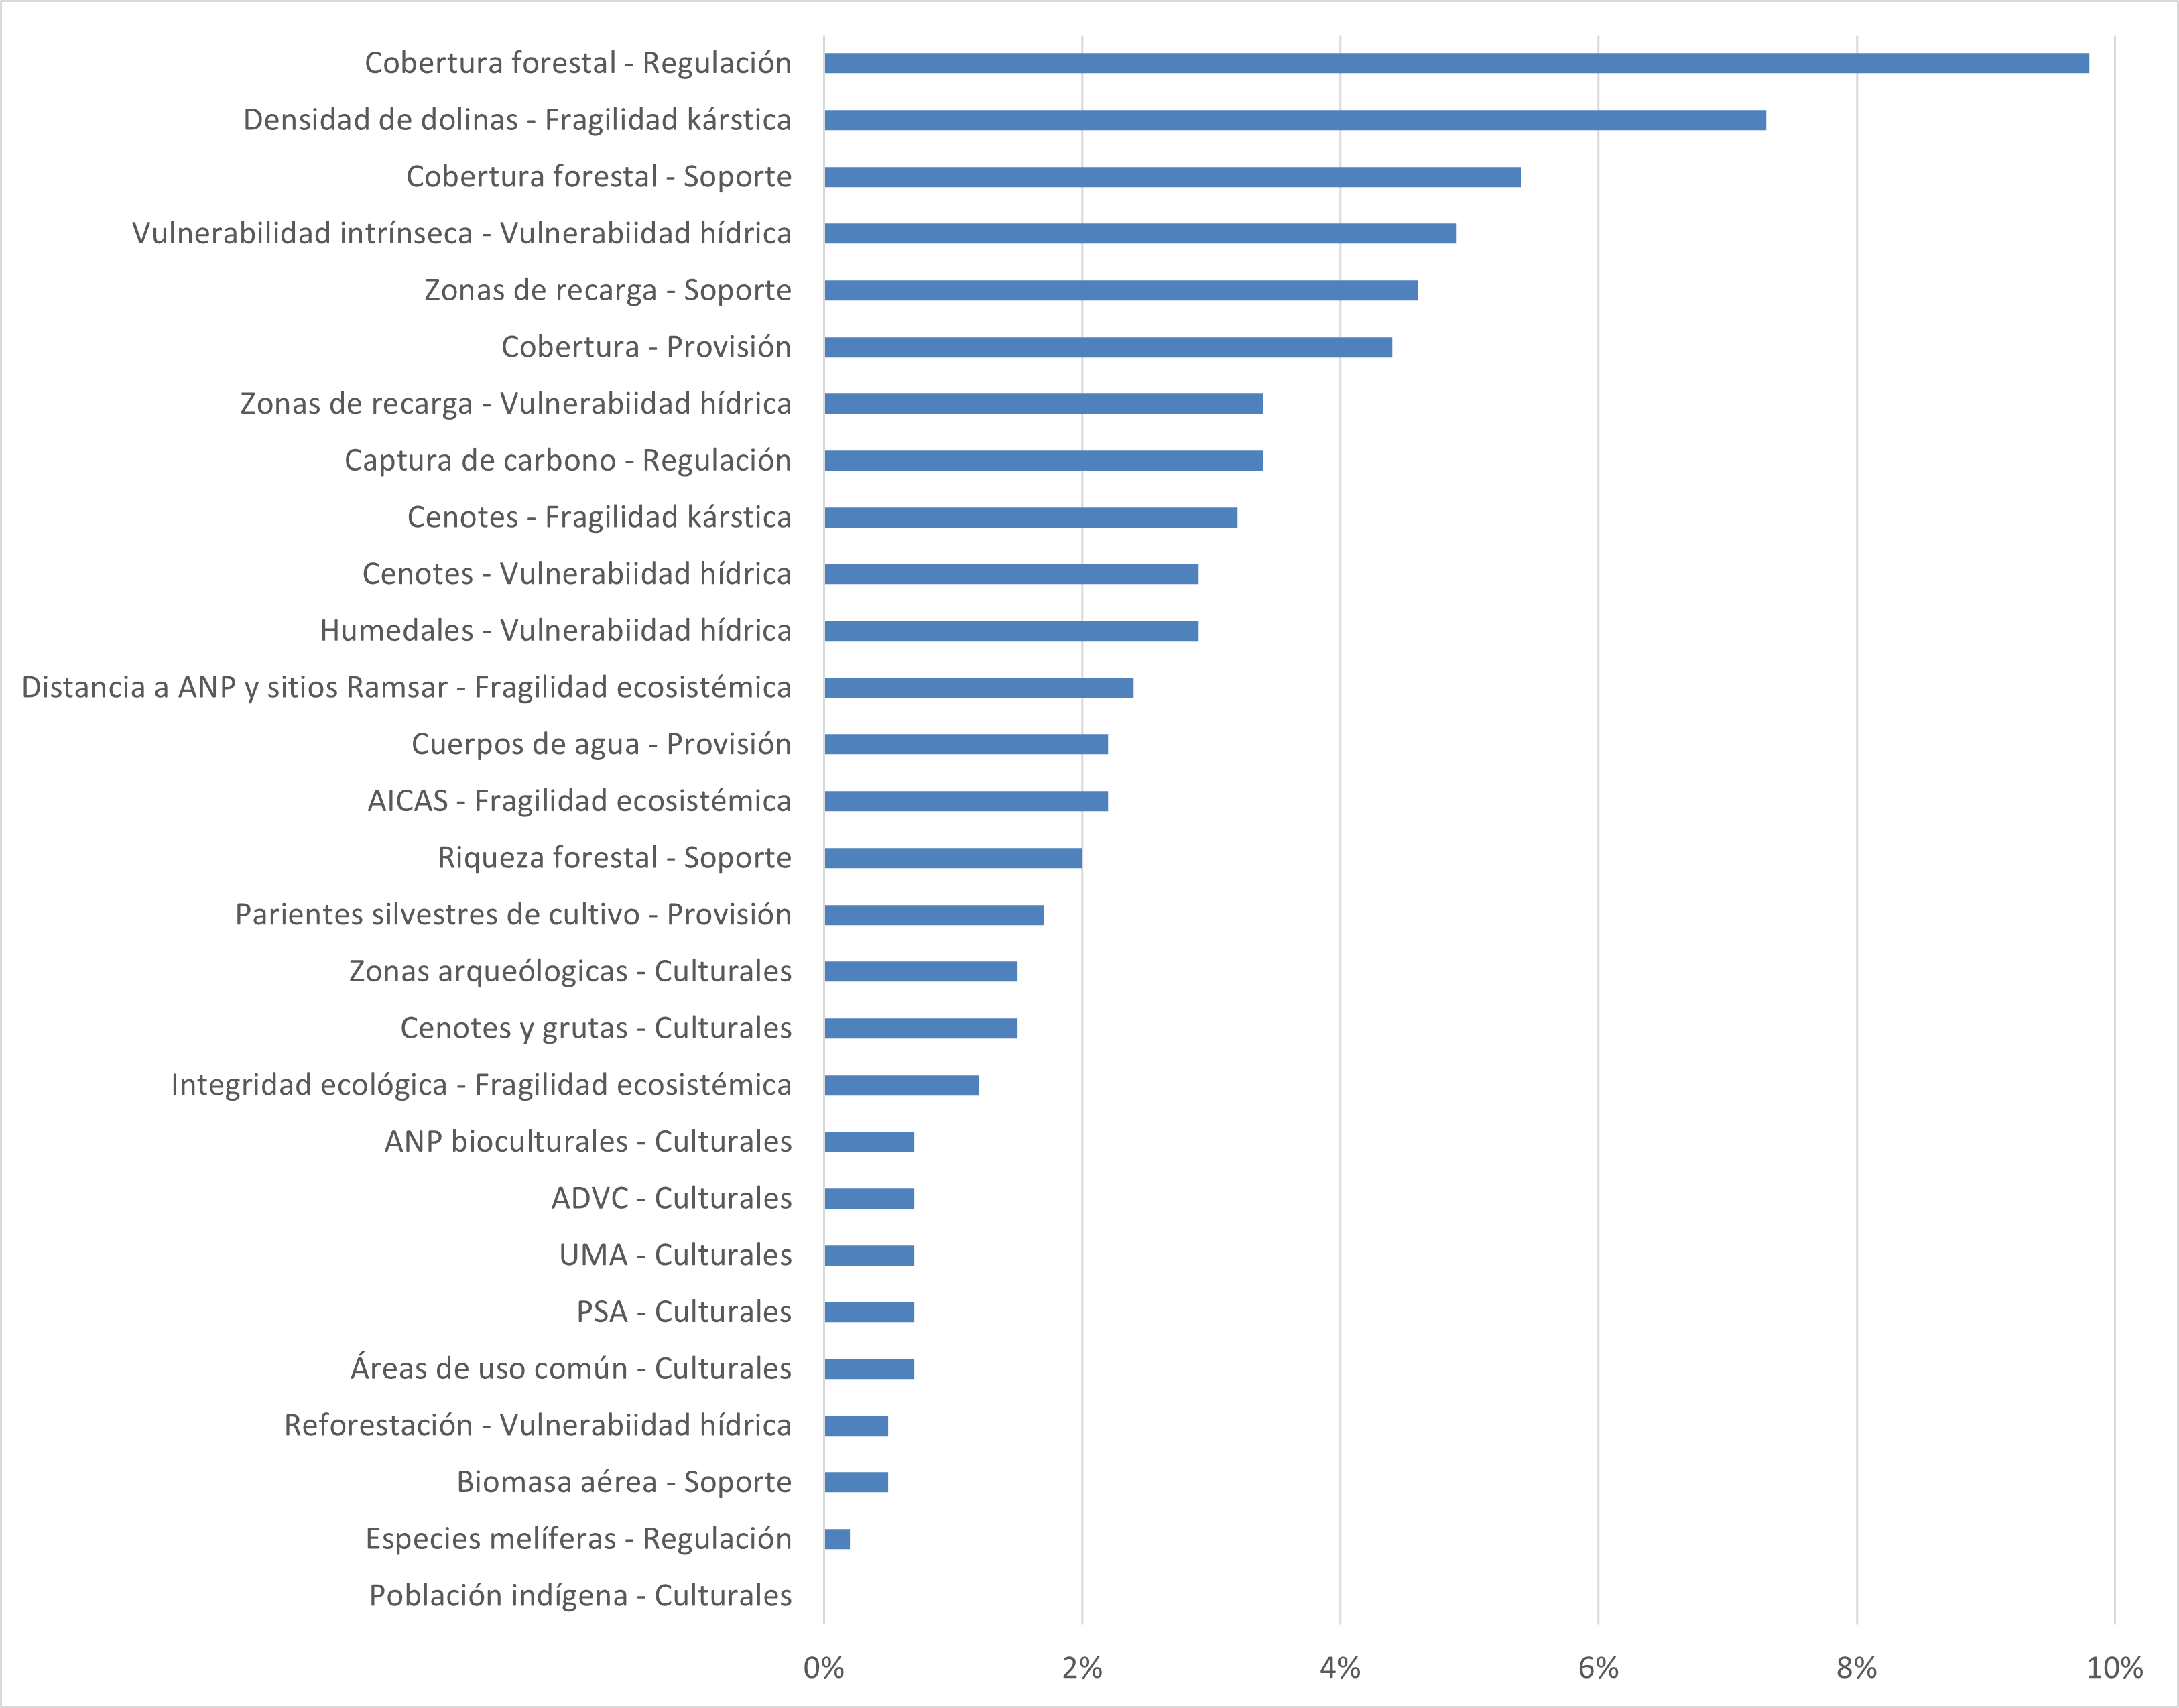 Cobertura forestal - Regulación
Densidad de dolinas - Fragilidad kárstica
Cobertura forestal - Soporte
Vulnerabilidad intrínseca - Vulnerabiidad hídrica
Zonas de recarga - Soporte
Cobertura - Provisión
Zonas de recarga - Vulnerabiidad hídrica
Captura de carbono - Regulación
Cenotes - Fragilidad kárstica
Cenotes - Vulnerabiidad hídrica
Humedales - Vulnerabiidad hídrica
Distancia a ANP y sitios Ramsar - Fragilidad ecosistémica
Cuerpos de agua - Provisión
AICAS - Fragilidad ecosistémica
Riqueza forestal - Soporte
Parientes silvestres de cultivo - Provisión
Zonas arqueólogicas - Culturales
Cenotes y grutas - Culturales
Integridad ecológica - Fragilidad ecosistémica
ANP bioculturales - Culturales
ADVC - Culturales
UMA - Culturales
PSA - Culturales
Áreas de uso común - Culturales
Reforestación - Vulnerabiidad hídrica
Biomasa aérea - Soporte
Especies melíferas - Regulación
Población indígena - Culturales
0% 2% 4% 6% 8% 10%